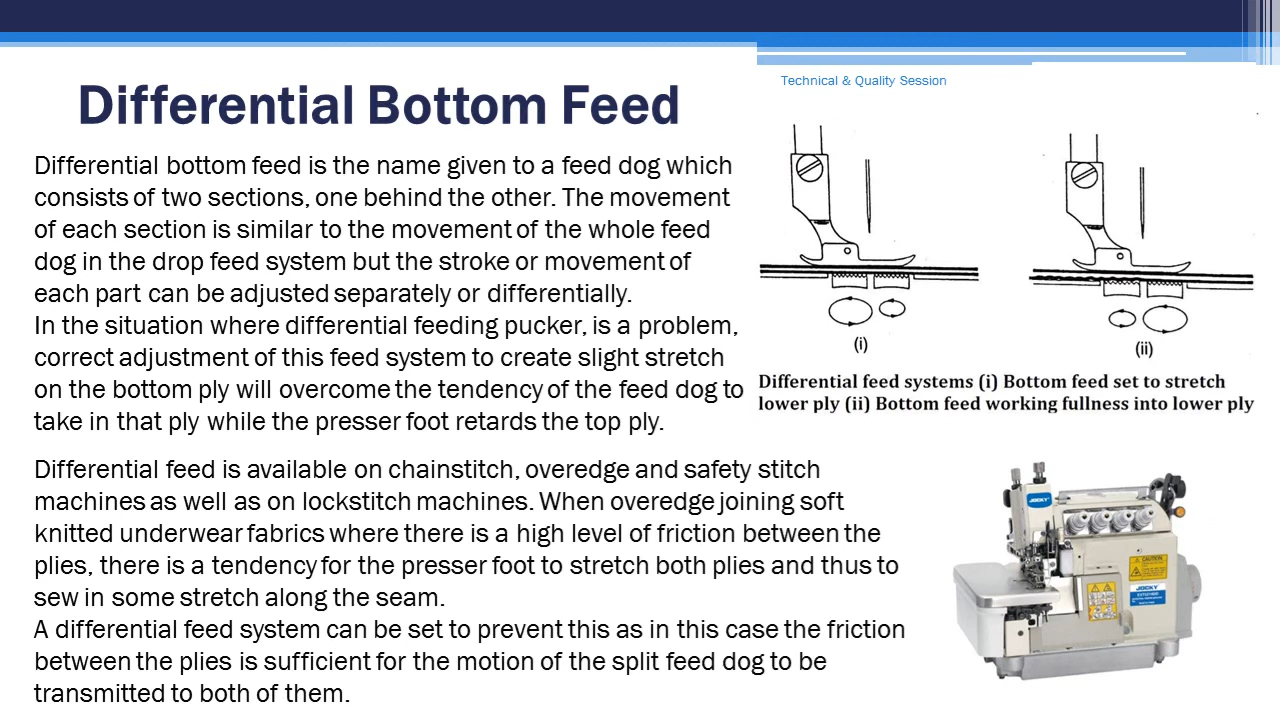 Technical & Quality Session
Differential Bottom Feed
Differential bottom feed is the name given to a feed dog which
consists of two sections, one behind the other. The movement
of each section is similar to the movement of the whole feed
dog in the drop feed system but the stroke or movement of
each part can be adjusted separately or differentially.
In the situation where differential feeding pucker, is a problem,
correct adjustment of this feed system to create slight stretch
on the bottom ply will overcome the tendency of the feed dog to
take in that ply while the presser foot retards the top ply.
(i)
(ii)
Differential feed systems (i) Bottom feed set to stretch
lower ply (ii) Bottom feed working fullness into lower ply
Differential feed is available on chainstitch, overedge and safety stitch
machines as well as on lockstitch machines. When overedge joining soft
knitted underwear fabrics where there is a high level of friction between the
plies, there is a tendency for the presser foot to stretch both plies and thus to
sew in some stretch along the seam.
A differential feed system can be set to prevent this as in this case the friction
between the plies is sufficient for the motion of the split feed dog to be
transmitted to both of them.
JOCKY
CAUTION
JOCKY